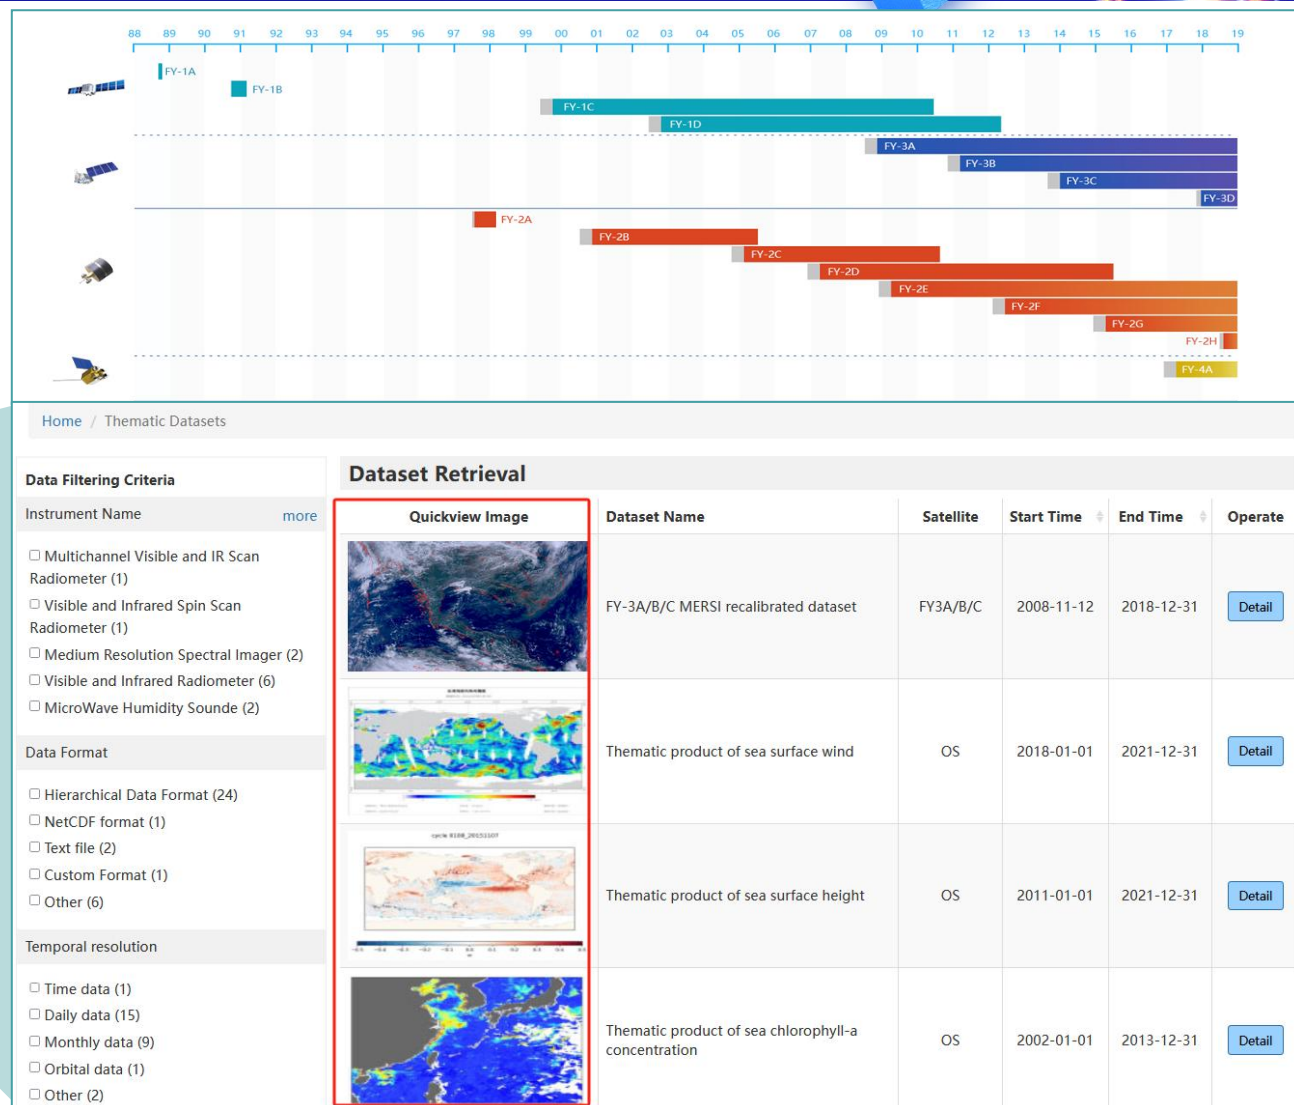 88 89 90 91 92 93 94 95 96 97 98 99 00 01 02 03 04 05 06 07 08 09 10 11 12 13 14 15 16 17 18 19
FY-1A
FY-1B
FY-1C
FY-1D
FY-3A
FY-3B
FY-3C
FY-3D
FY-2A
FY-2B
FY-2C
FY-2D
FY-2E
FY-2F
FY-2G
FY-2H
FY-4A
Home / Thematic Datasets
Data Filtering Criteria
Instrument Name more
Multichannel Visible and IR Scan
Radiometer (1)
Visible and Infrared Spin Scan
Radiometer (1)
Medium Resolution Spectral Imager (2)
Visible and Infrared Radiometer (6)
MicroWave Humidity Sounde (2)
Data Format
Hierarchical Data Format (24)
NetCDF format (1)
Text file (2)
Custom Format (1)
Other (6)
Temporal resolution
Time data (1)
Daily data (15)
Monthly data (9)
Orbital data (1)
Other (2)
Dataset Retrieval
Quickview Image Dataset Name Satellite Start Time End Time Operate
FY-3A/B/C MERSI recalibrated dataset FY3A/B/C 2008-11-12 2018-12-31 Detail
Thematic product of sea surface wind OS 2018-01-01 2021-12-31 Detail
cycle 8188_20151107
Thematic product of sea surface height OS 2011-01-01 2021-12-31 Detail
Thematic product of sea chlorophyll-a
concentration OS 2002-01-01 2013-12-31 Detail